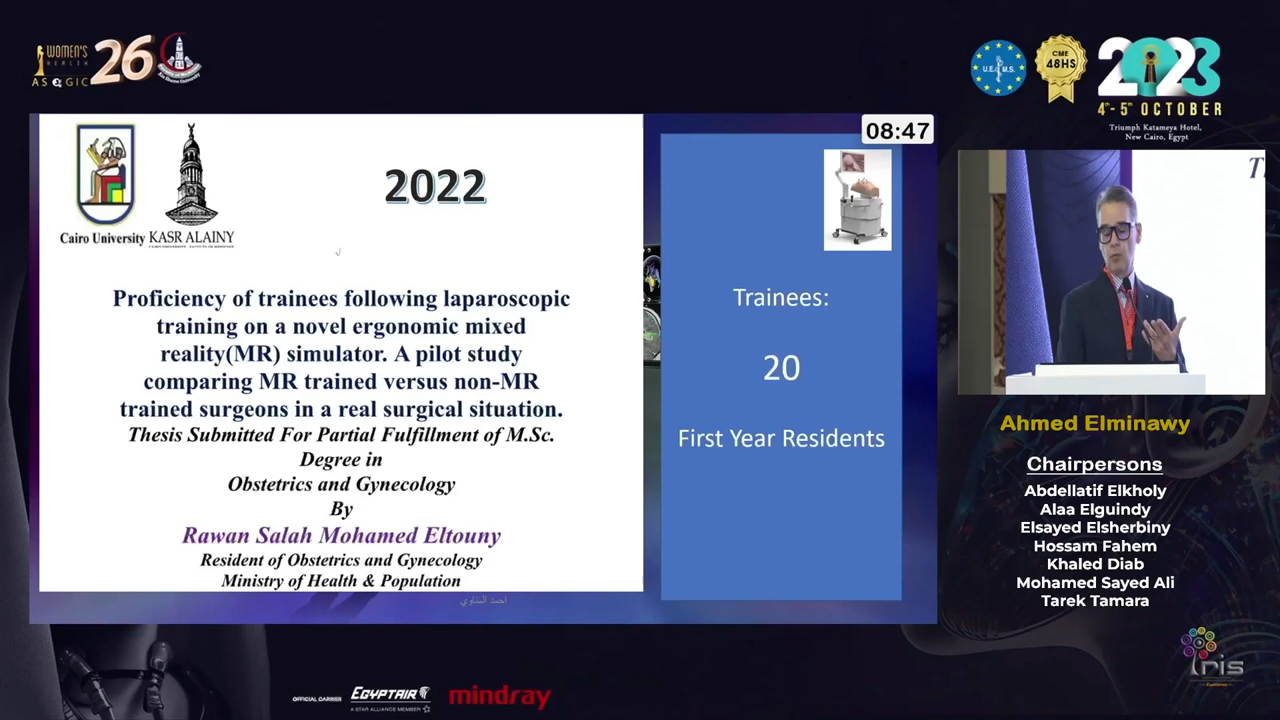 WOMEN'S
HEALTH
ASOGIC
26
U.E.M.S.
CME
48HS
2023
4th- 5th OCTOBER
Triumph Katameya Hotel,
New Cairo, Egypt
08:47
Cairo University
KASR ALAINY
2022
Proficiency of trainees following laparoscopic
training on a novel ergonomic mixed
reality(MR) simulator. A pilot study
comparing MR trained versus non-MR
trained surgeons in a real surgical situation.
Thesis Submitted For Partial Fulfillment of M.Sc.
Degree in
Obstetrics and Gynecology
By
Rawan Salah Mohamed Eltouny
Resident of Obstetrics and Gynecology
Ministry of Health & Population
احمد المناوي
Trainees:
20
First Year Residents
Ahmed Elminawy
Chairpersons
Abdellatif Elkholy
Alaa Elguindy
Elsayed Elsherbiny
Hossam Fahem
Khaled Diab
Mohamed Sayed Ali
Tarek Tamara
OFFICIAL CARRIER
EGYPTAIR
A STAR ALLIANCE MEMBER
mindray
Iris